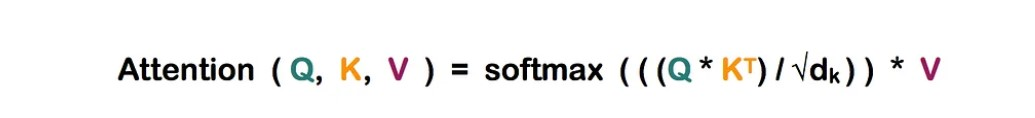 Attention ( Q, K, V ) = softmax ( ( (Q * Kᵀ) / √dₖ ) ) * V